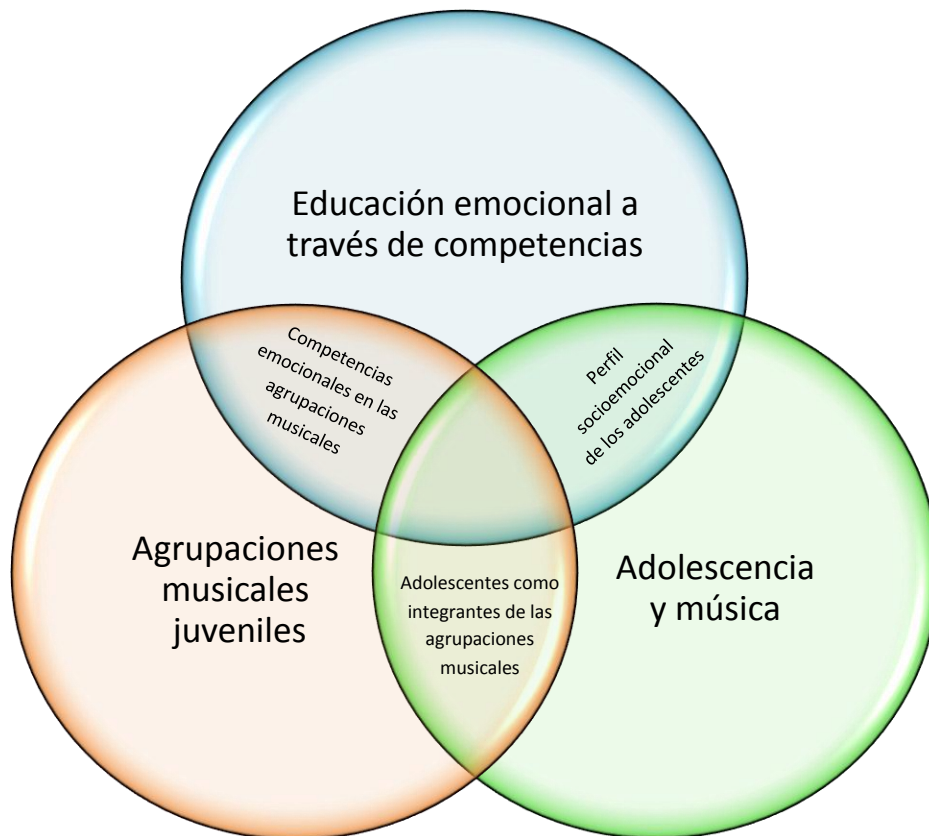 Educación emocional a
través de competencias
Competencias
emocionales en las
agrupaciones
musicales
Perfil
socioemocional
de los adolescentes
Agrupaciones
musicales
juveniles
Adolescentes como
integrantes de las
agrupaciones
musicales
Adolescencia
y música